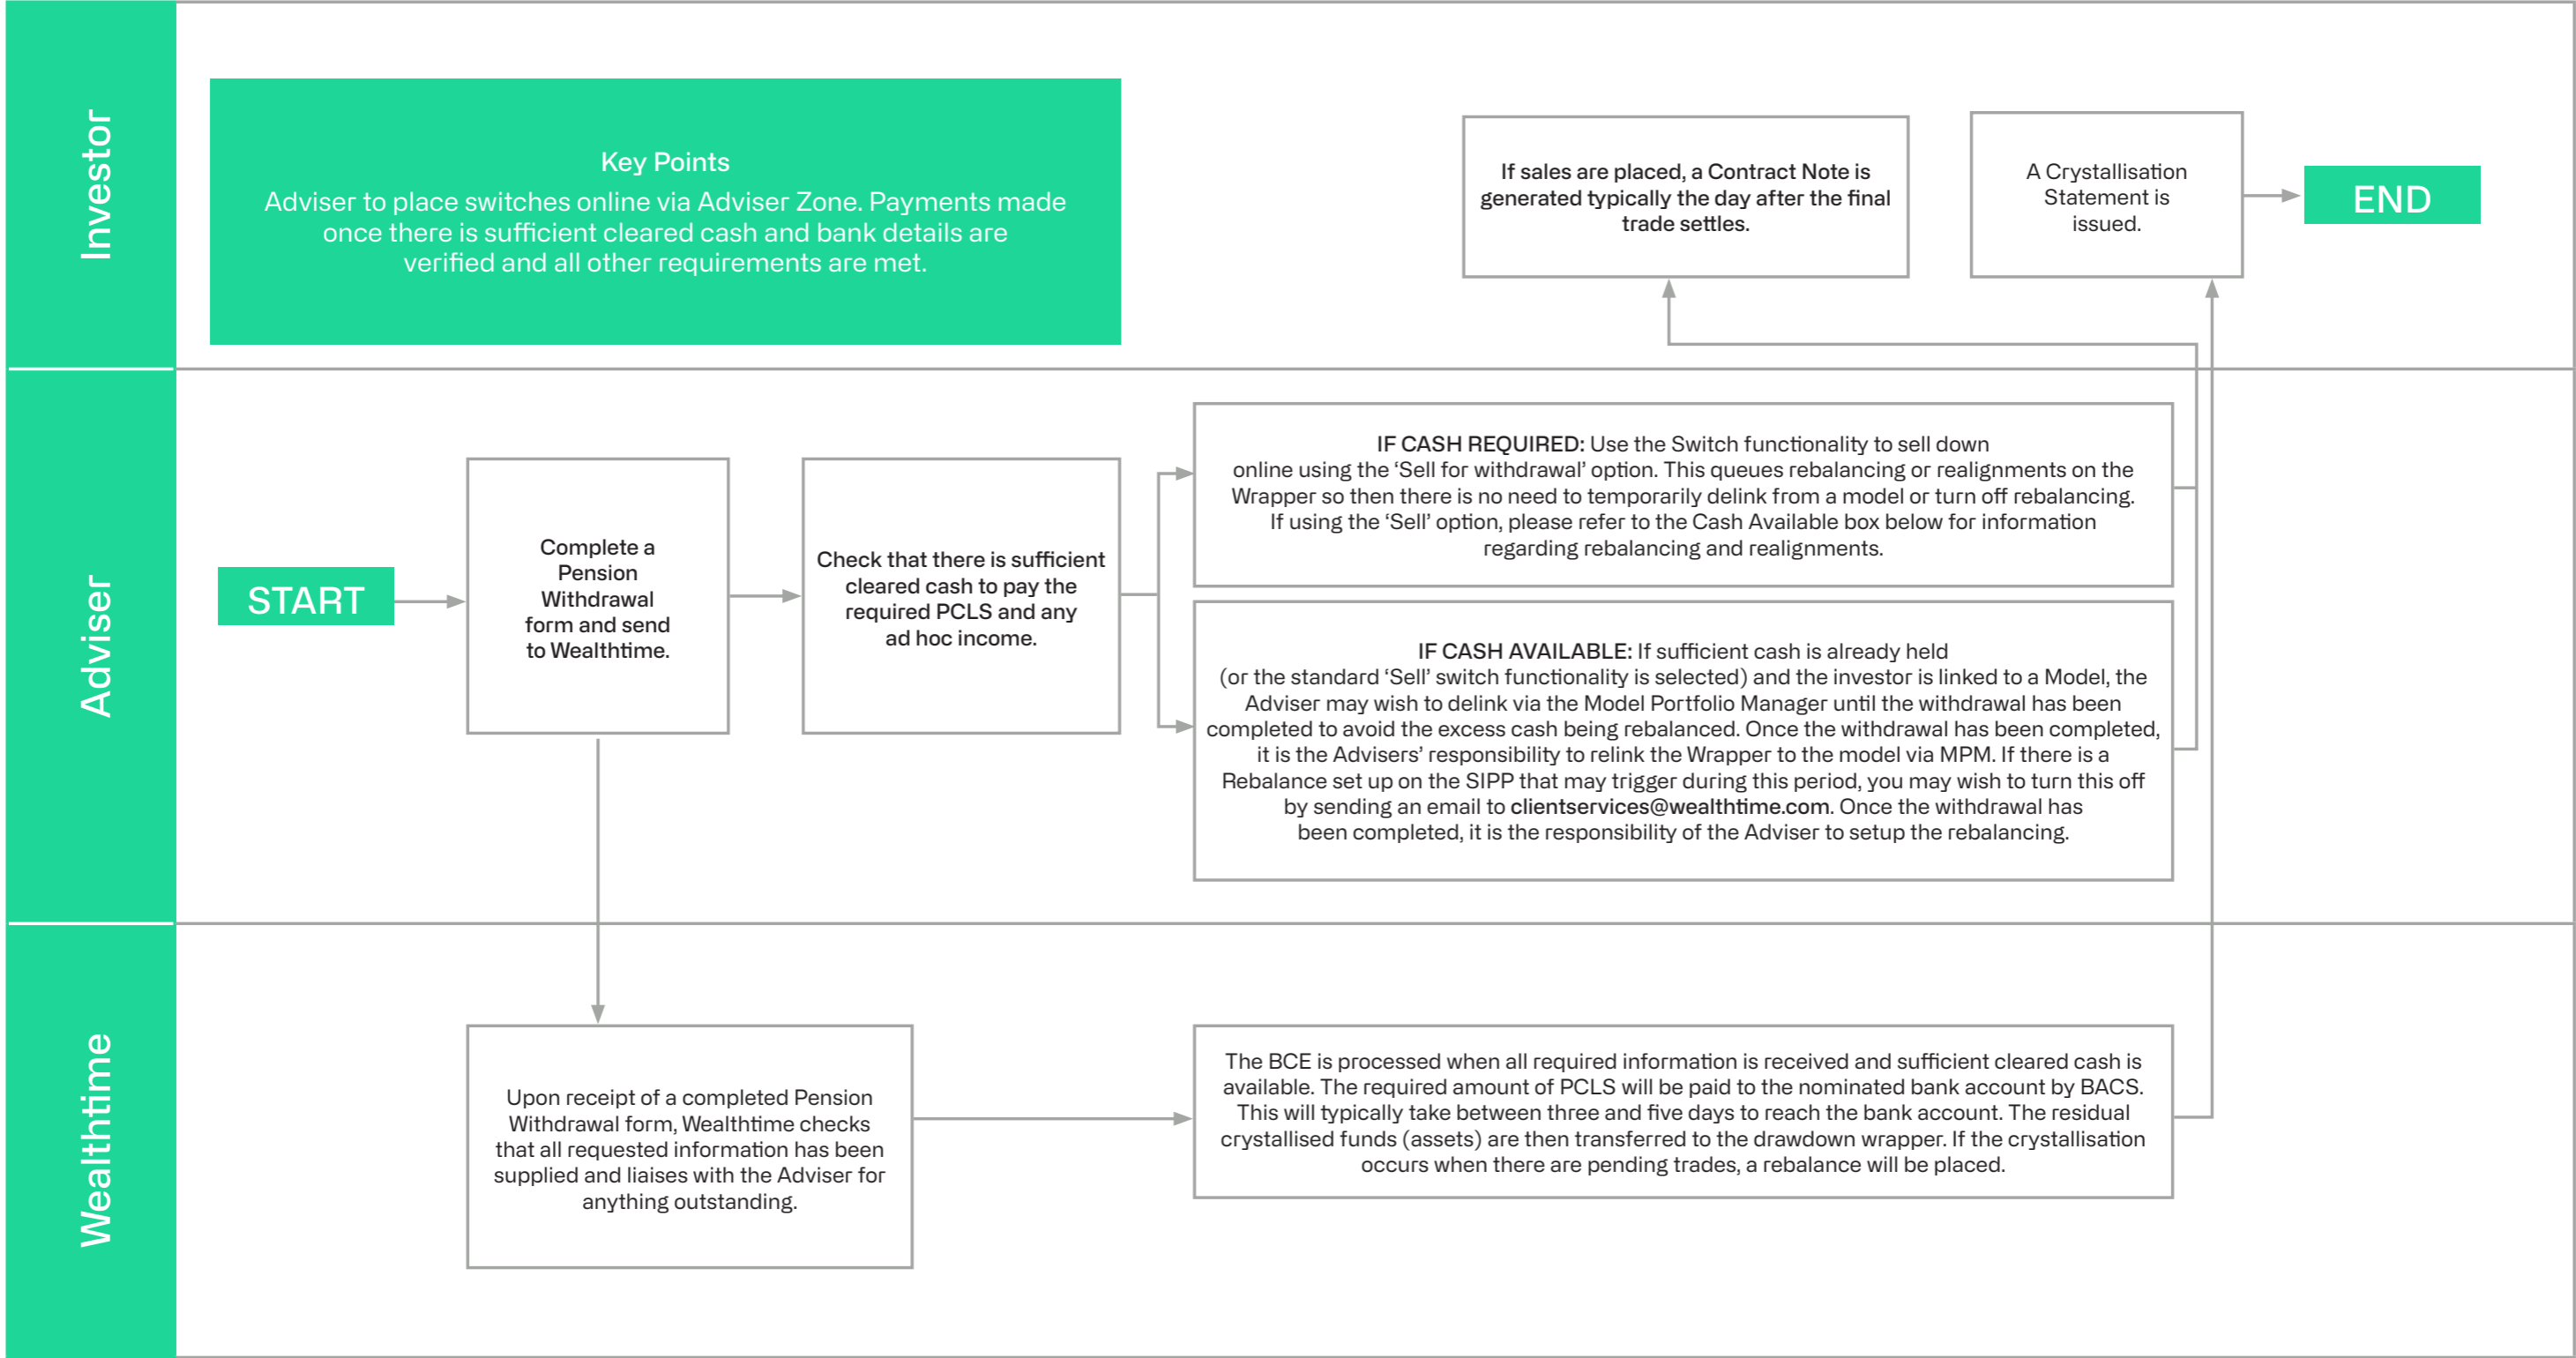 Investor
Key Points
Adviser to place switches online via Adviser Zone. Payments made
once there is sufficient cleared cash and bank details are
verified and all other requirements are met.
If sales are placed, a Contract Note is
generated typically the day after the final
trade settles.
A Crystallisation
Statement is
issued.
END
Adviser
START
Complete a
Pension
Withdrawal
form and send
to Wealthtime.
Check that there is sufficient
cleared cash to pay the
required PCLS and any
ad hoc income.
IF CASH REQUIRED: Use the Switch functionality to sell down
online using the ‘Sell for withdrawal’ option. This queues rebalancing or realignments on the
Wrapper so then there is no need to temporarily delink from a model or turn off rebalancing.
If using the ‘Sell’ option, please refer to the Cash Available box below for information
regarding rebalancing and realignments.
IF CASH AVAILABLE: If sufficient cash is already held
(or the standard ‘Sell’ switch functionality is selected) and the investor is linked to a Model, the
Adviser may wish to delink via the Model Portfolio Manager until the withdrawal has been
completed to avoid the excess cash being rebalanced. Once the withdrawal has been completed,
it is the Advisers’ responsibility to relink the Wrapper to the model via MPM. If there is a
Rebalance set up on the SIPP that may trigger during this period, you may wish to turn this off
by sending an email to clientservices@wealthtime.com. Once the withdrawal has
been completed, it is the responsibility of the Adviser to setup the rebalancing.
Wealthtime
Upon receipt of a completed Pension
Withdrawal form, Wealthtime checks
that all requested information has been
supplied and liaises with the Adviser for
anything outstanding.
The BCE is processed when all required information is received and sufficient cleared cash is
available. The required amount of PCLS will be paid to the nominated bank account by BACS.
This will typically take between three and five days to reach the bank account. The residual
crystallised funds (assets) are then transferred to the drawdown wrapper. If the crystallisation
occurs when there are pending trades, a rebalance will be placed.